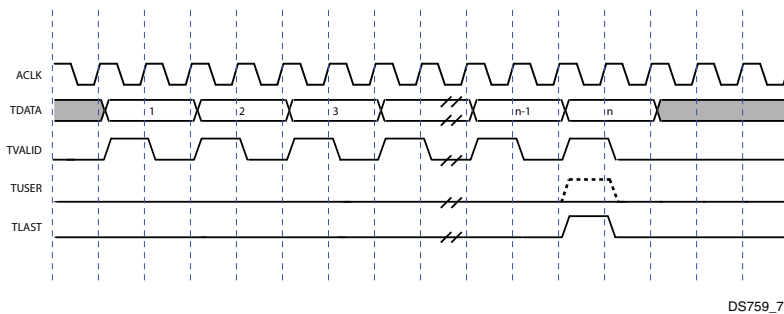 ACLK
TDATA 1 2 3 n-1 n
TVALID
TUSER
TLAST
DS759_7